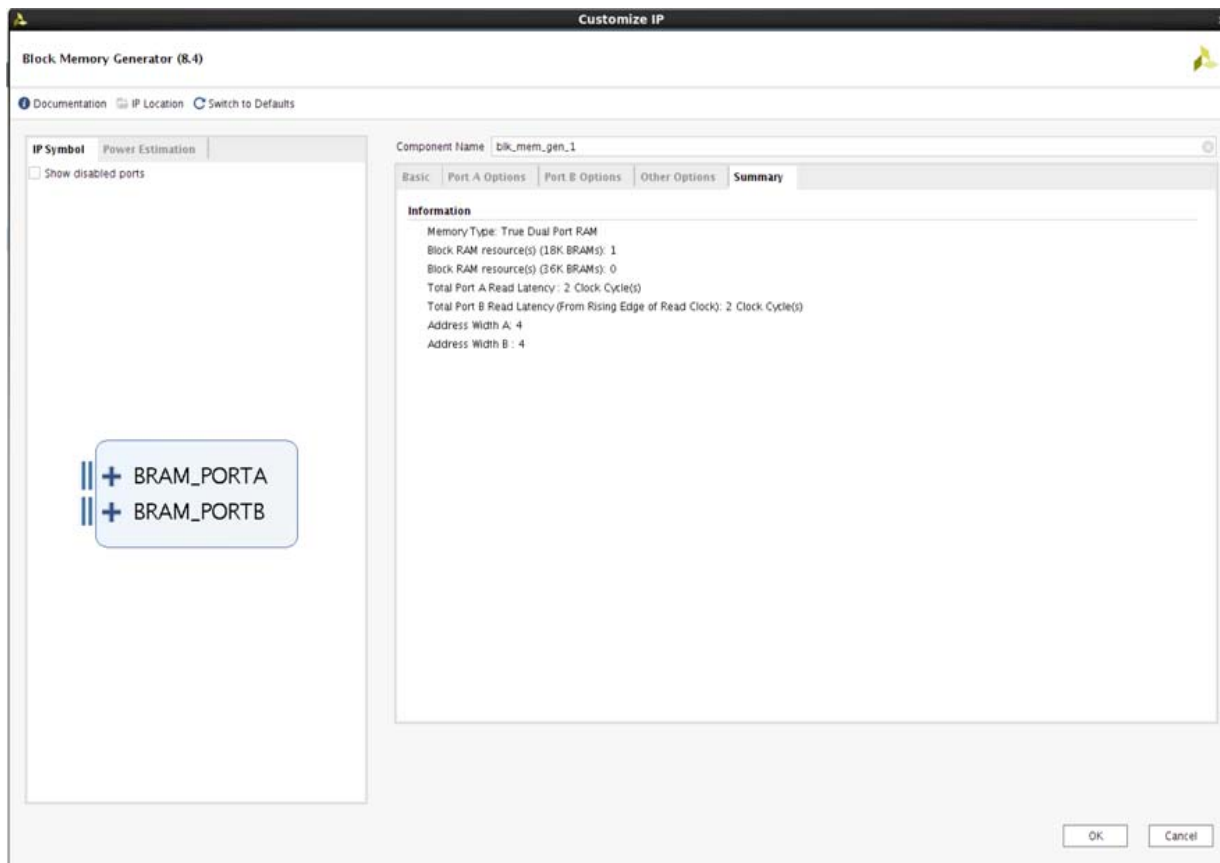 Customize IP
Block Memory Generator (8.4)
Documentation IP Location Switch to Defaults
IP Symbol Power Estimation
Show disabled ports
BRAM_PORTA
BRAM_PORTB
Component Name blk_mem_gen_1
Basic Port A Options Port B Options Other Options Summary
Information
Memory Type: True Dual Port RAM
Block RAM resource(s) (18K BRAMs): 1
Block RAM resource(s) (36K BRAMs): 0
Total Port A Read Latency : 2 Clock Cycle(s)
Total Port B Read Latency (From Rising Edge of Read Clock): 2 Clock Cycle(s)
Address Width A: 4
Address Width B : 4
OK Cancel